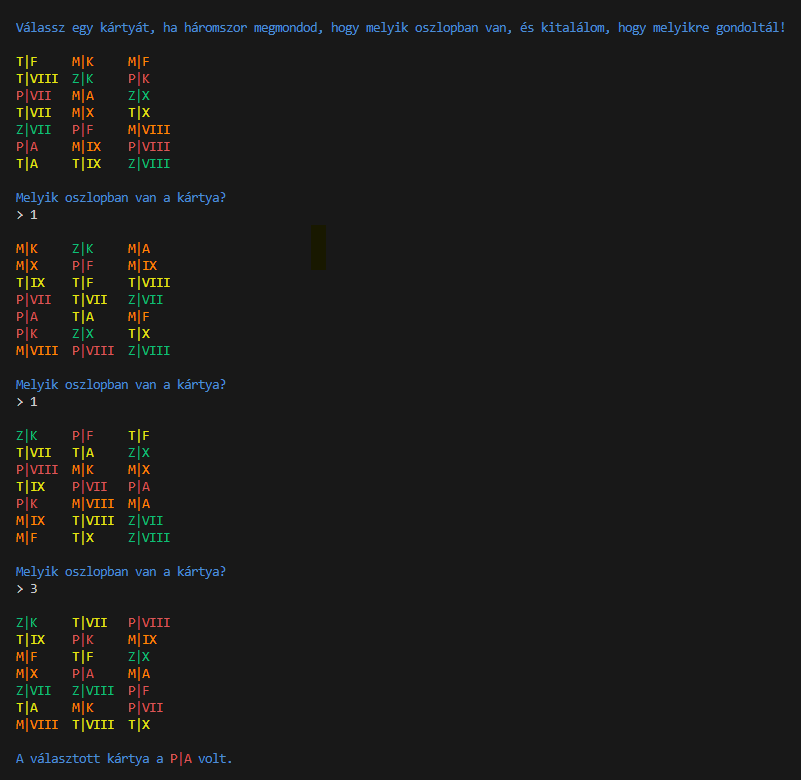 Válassz egy kártyát, ha háromszor megmondod, hogy melyik oszlopban van, és kitalálom, hogy melyikre gondoltál!
T|F M|K M|F
T|VIII Z|K P|K
P|VII M|A Z|X
T|VII M|X T|X
Z|VII P|F M|VIII
P|A M|IX P|VIII
T|A T|IX Z|VIII
Melyik oszlopban van a kártya?
> 1
M|K Z|K M|A
M|X P|F M|IX
T|IX T|F T|VIII
P|VII T|VII Z|VII
P|A T|A M|F
P|K Z|X T|X
M|VIII P|VIII Z|VIII
Melyik oszlopban van a kártya?
> 1
Z|K P|F T|F
T|VII T|A Z|X
P|VIII M|K M|X
T|IX P|VII P|A
P|K M|VIII M|A
M|IX T|VIII Z|VII
M|F T|X Z|VIII
Melyik oszlopban van a kártya?
> 3
Z|K T|VII P|VIII
T|IX P|K M|IX
M|F T|F Z|X
M|X P|A M|A
Z|VII Z|VIII P|F
T|A M|K P|VII
M|VIII T|VIII T|X
A választott kártya a P|A volt.